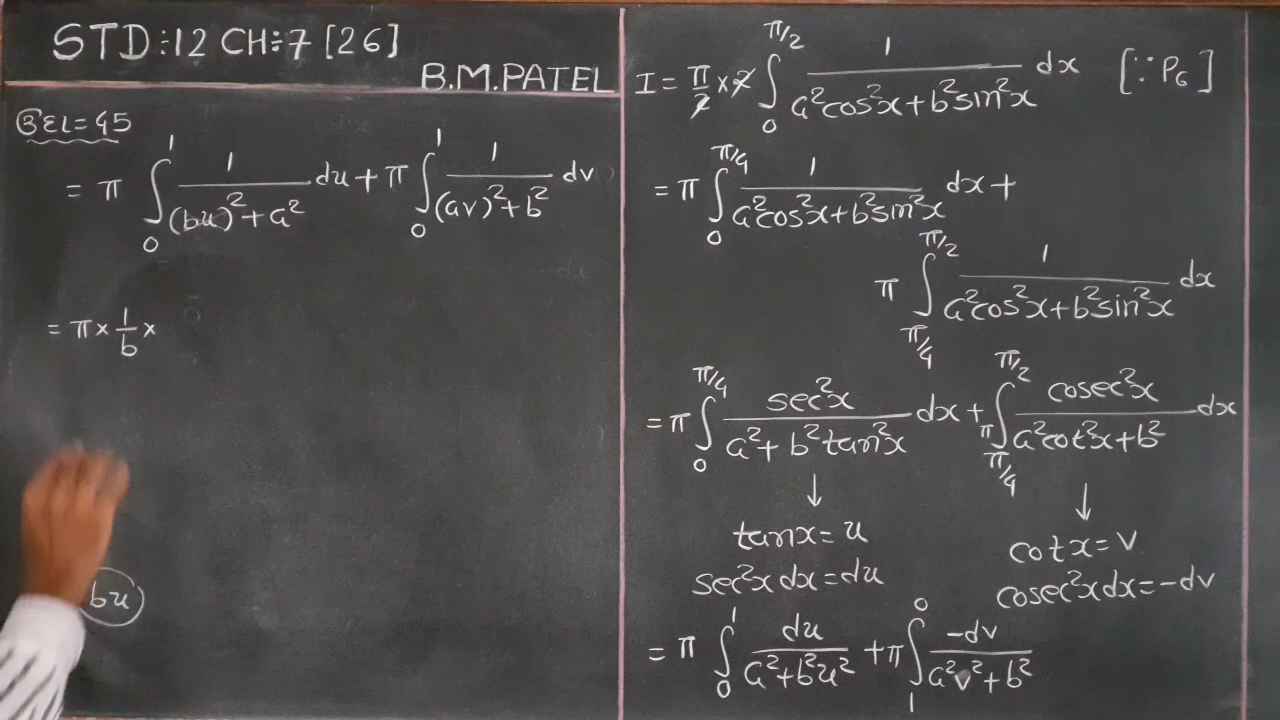 STD:12 CH:7 [26]
B.M.PATEL
ઉદા=45
= π ∫₀¹ 1/((bu)²+a²) du + π ∫₀¹ 1/((av)²+b²) dv
= π × 1/b ×
bu
I = π/2 × 2 ∫₀^(π/2) 1/(a²cos²x+b²sin²x) dx [∵ P₆]
= π ∫₀^(π/4) 1/(a²cos²x+b²sin²x) dx +
π ∫_(π/4)^(π/2) 1/(a²cos²x+b²sin²x) dx
= π ∫₀^(π/4) sec²x/(a²+b²tan²x) dx + π ∫_(π/4)^(π/2) cosec²x/(a²cot²x+b²) dx
↓ ↓
tanx = u cotx = v
sec²x dx = du cosec²x dx = -dv
= π ∫₀¹ du/(a²+b²u²) + π ∫₁⁰ -dv/(a²v²+b²)